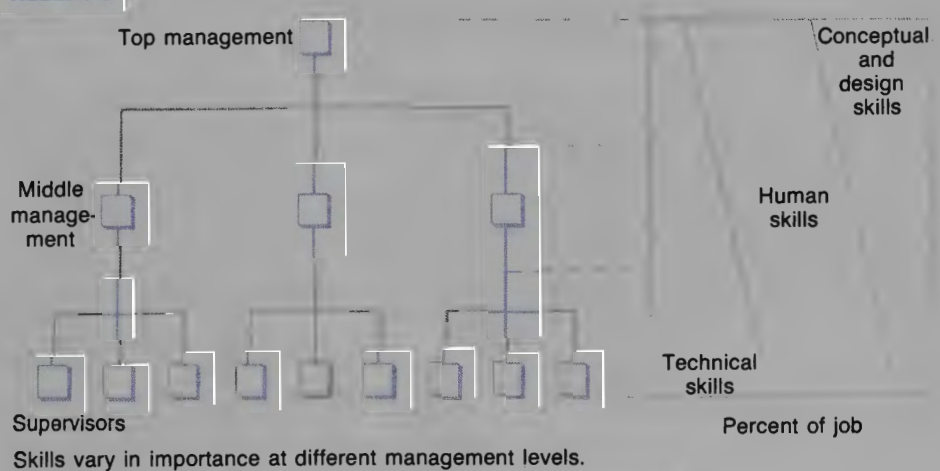 Top management
Conceptual
and
design
skills
Middle
manage-
ment
Human
skills
Technical
skills
Supervisors
Percent of job
Skills vary in importance at different management levels.